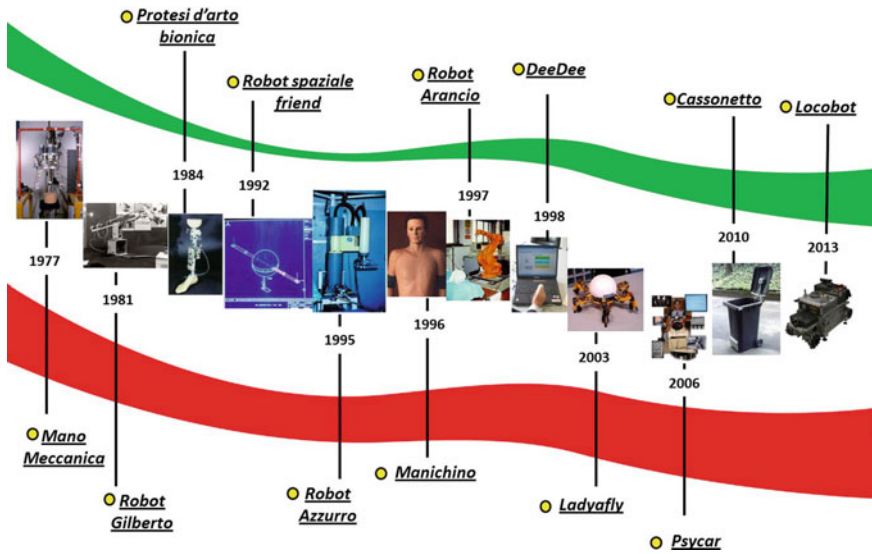 Protesi d'arto
bionica
Robot spaziale
friend
Robot
Arancio
DeeDee
Cassonetto
Locobot
1984
1992
1997
1998
2010
2013
1977
1981
1995
1996
2003
2006
Mano
Meccanica
Robot
Gilberto
Robot
Azzurro
Manichino
Ladyafly
Psycar